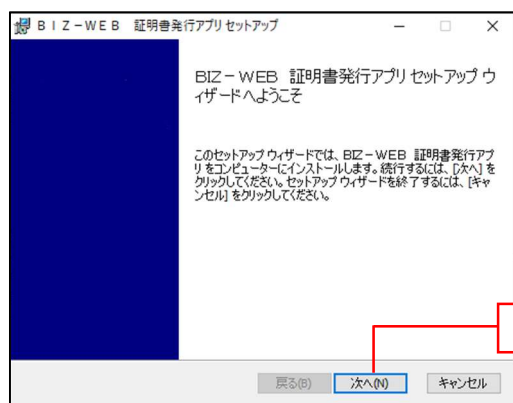 ＢＩＺ－ＷＥＢ　証明書発行アプリ セットアップ
BIZ－WEB 証明書発行アプリ セットアップ ウ
ィザードへようこそ
このセットアップ ウィザードでは、BIZ－WEB 証明書発行アプ
リ をコンピューターにインストールします。続行するには、[次へ] を
クリックしてください。セットアップ ウィザードを終了するには、[キャ
ンセル] をクリックしてください。
戻る(B)
次へ(N)
キャンセル